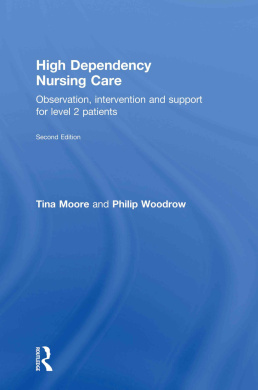 High Dependency
Nursing Care
Observation, intervention and support
for level 2 patients
Second Edition
Tina Moore and Philip Woodrow
ROUTLEDGE